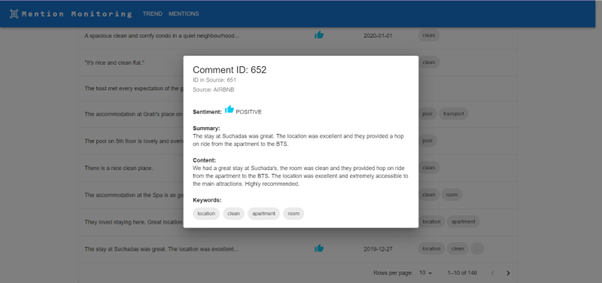 Mention Monitoring TREND MENTIONS
A spacious clean and comfy condo in a quiet neighbourhood... 2020-01-01 clean
"It's nice and clean flat." clean
The host met every expectation of the g
The accommodation at Grab's place on pool transport
The pool on 5th floor is lovely and over pool
There is a nice clean place. clean
The accommodation at the Spa is as go clean room
They loved staying here. Great location location apartment
The stay at Suchadas was great. The location was excellent... 2019-12-27 location clean ...
Rows per page: 10 1–10 of 146
Comment ID: 652
ID in Source: 651
Source: AIRBNB
Sentiment: POSITIVE
Summary:
The stay at Suchadas was great. The location was excellent and they provided a hop
on ride from the apartment to the BTS.
Content:
We had a great stay at Suchada's, the room was clean and they provided hop on ride
from the apartment to the BTS. The location was excellent and extremely accessible to
the main attractions. Highly recommended.
Keywords:
location clean apartment room